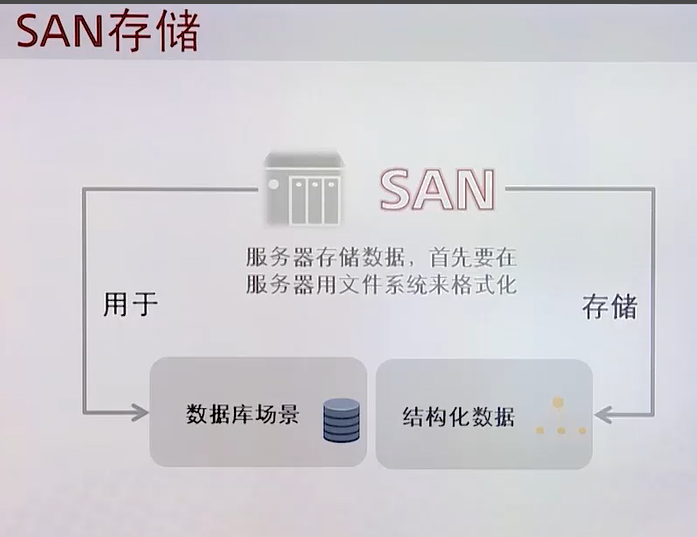 SAN存储
SAN
服务器存储数据，首先要在
服务器用文件系统来格式化
用于
存储
数据库场景
结构化数据